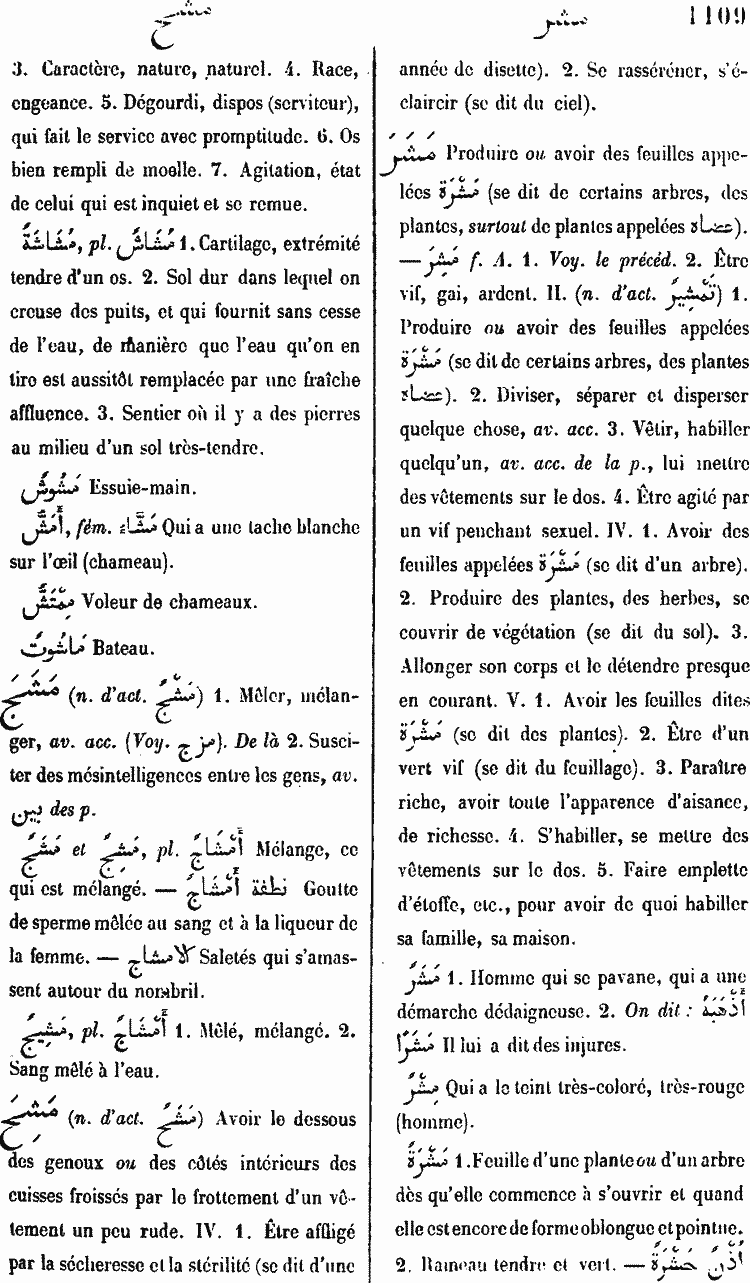 مشح
مشر
1109
3. Caractère, nature, naturel. 4. Race,
engeance. 5. Dégourdi, dispos (serviteur),
qui fait le service avec promptitude. 6. Os
bien rempli de moelle. 7. Agitation, état
de celui qui est inquiet et se remue.
مُشَاشَةٌ, pl. مُشَاشٌ 1. Cartilage, extrémité
tendre d'un os. 2. Sol dur dans lequel on
creuse des puits, et qui fournit sans cesse
de l'eau, de manière que l'eau qu'on en
tire est aussitôt remplacée par une fraîche
affluence. 3. Sentier où il y a des pierres
au milieu d'un sol très-tendre.
مَشُوشٌ Essuie-main.
أَمَشُّ, fém. مَشَّاءُ Qui a une tache blanche
sur l'œil (chameau).
مِمْتَشٌّ Voleur de chameaux.
مَاشُوتٌ Bateau.
مَشَجَ (n. d'act. مَشْجٌ) 1. Mêler, mélan-
ger, av. acc. (Voy. مزج). De là 2. Susci-
ter des mésintelligences entre les gens, av.
بين des p.
مَشَجٌ et مَشِجٌ, pl. أَمْشَاجٌ Mélange, ce
qui est mélangé. — نطفة أَمْشَاجٌ Goutte
de sperme mêlée au sang et à la liqueur de
la femme. — الامشاج Saletés qui s'amas-
sent autour du nombril.
مَشِيجٌ, pl. أَمْشَاجٌ 1. Mêlé, mélangé. 2.
Sang mêlé à l'eau.
مَشِحَ (n. d'act. مَشَحٌ) Avoir le dessous
des genoux ou des côtés intérieurs des
cuisses froissés par le frottement d'un vê-
tement un peu rude. IV. 1. Être affligé
par la sécheresse et la stérilité (se dit d'une
année de disette). 2. Se rasséréner, s'é-
claircir (se dit du ciel).
مَشَرَ Produire ou avoir des feuilles appe-
lées مَشْرَةٌ (se dit de certains arbres, des
plantes, surtout de plantes appelées عضاه).
— مَشِرَ f. A. 1. Voy. le précéd. 2. Être
vif, gai, ardent. II. (n. d'act. تَمْشِيرٌ) 1.
Produire ou avoir des feuilles appelées
مَشْرَةٌ (se dit de certains arbres, des plantes
عضاه). 2. Diviser, séparer et disperser
quelque chose, av. acc. 3. Vêtir, habiller
quelqu'un, av. acc. de la p., lui mettre
des vêtements sur le dos. 4. Être agité par
un vif penchant sexuel. IV. 1. Avoir des
feuilles appelées مَشْرَةٌ (se dit d'un arbre).
2. Produire des plantes, des herbes, se
couvrir de végétation (se dit du sol). 3.
Allonger son corps et le détendre presque
en courant. V. 1. Avoir les feuilles dites
مَشْرَةٌ (se dit des plantes). 2. Être d'un
vert vif (se dit du feuillage). 3. Paraître
riche, avoir toute l'apparence d'aisance,
de richesse. 4. S'habiller, se mettre des
vêtements sur le dos. 5. Faire emplette
d'étoffe, etc., pour avoir de quoi habiller
sa famille, sa maison.
مَشَرٌ 1. Homme qui se pavane, qui a une
démarche dédaigneuse. 2. On dit :
مَشَرًا Il lui a dit des injures.
مِشْرٌ Qui a le teint très-coloré, très-rouge
(homme).
مَشْرَةٌ 1. Feuille d'une plante ou d'un arbre
dès qu'elle commence à s'ouvrir et quand
elle est encore de forme oblongue et pointue.
2. Rameau tendre et vert. — أُذُنٌ حَشْرَةٌ